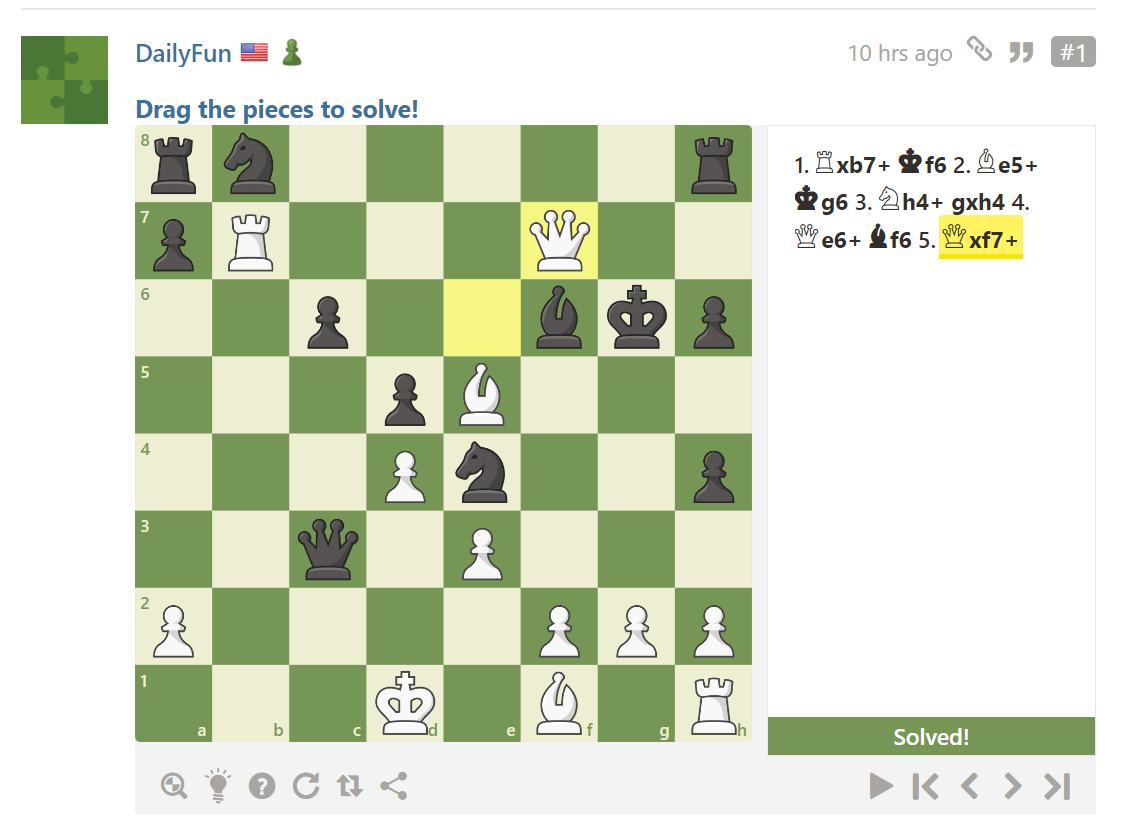 DailyFun
10 hrs ago
#1
Drag the pieces to solve!
8
7
6
5
4
3
2
1
a b c d e f g h
1. ♖xb7+ ♚f6 2. ♗e5+
♚g6 3. ♘h4+ gxh4 4.
♕e6+ ♝f6 5. ♕xf7+
Solved!